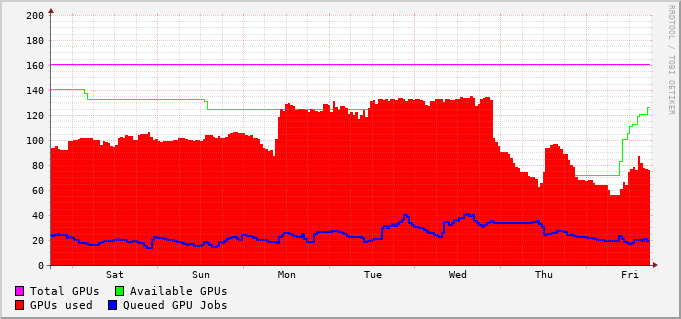 200
180
160
140
120
100
80
60
40
20
0
Sat Sun Mon Tue Wed Thu Fri
Total GPUs Available GPUs
GPUs used Queued GPU Jobs
RRDTOOL / TOBI OETIKER